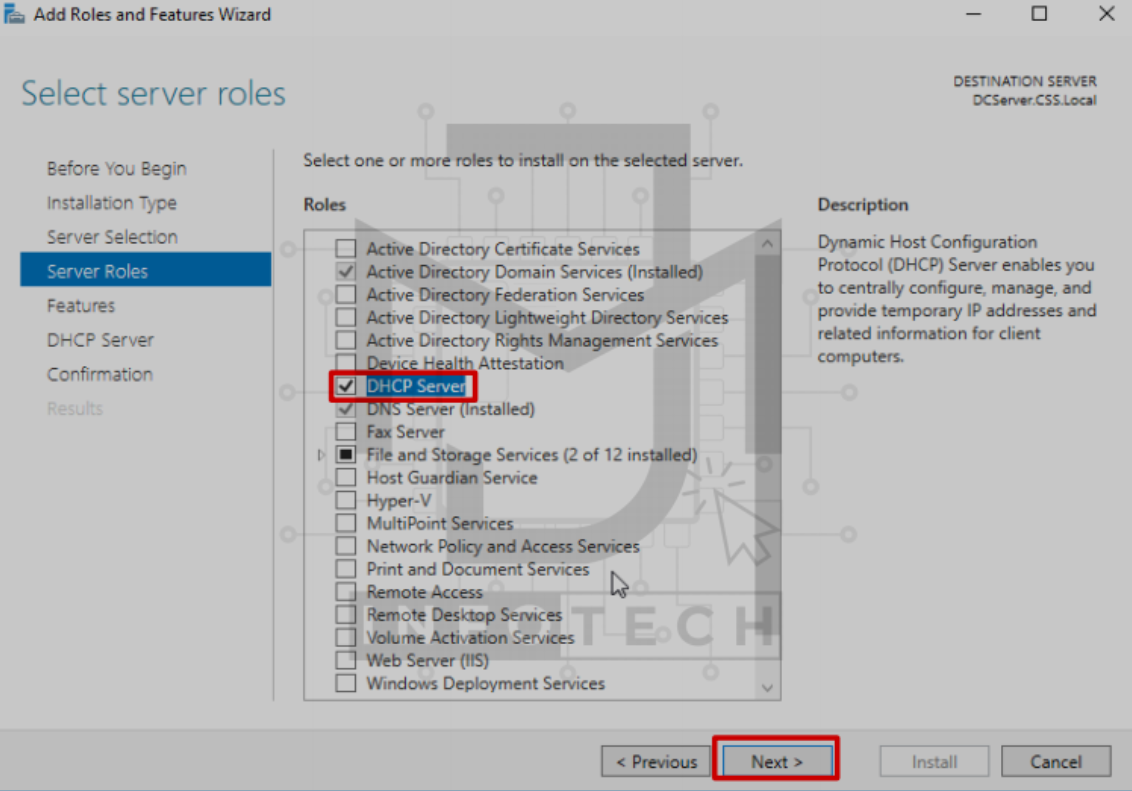 Add Roles and Features Wizard
Select server roles
DESTINATION SERVER
DCServer.CSS.Local
Before You Begin
Installation Type
Server Selection
Server Roles
Features
DHCP Server
Confirmation
Results
Select one or more roles to install on the selected server.
Roles
Active Directory Certificate Services
Active Directory Domain Services (Installed)
Active Directory Federation Services
Active Directory Lightweight Directory Services
Active Directory Rights Management Services
Device Health Attestation
DHCP Server
DNS Server (Installed)
Fax Server
File and Storage Services (2 of 12 installed)
Host Guardian Service
Hyper-V
MultiPoint Services
Network Policy and Access Services
Print and Document Services
Remote Access
Remote Desktop Services
Volume Activation Services
Web Server (IIS)
Windows Deployment Services
INFOTECH
Description
Dynamic Host Configuration
Protocol (DHCP) Server enables you
to centrally configure, manage, and
provide temporary IP addresses and
related information for client
computers.
< Previous
Next >
Install
Cancel